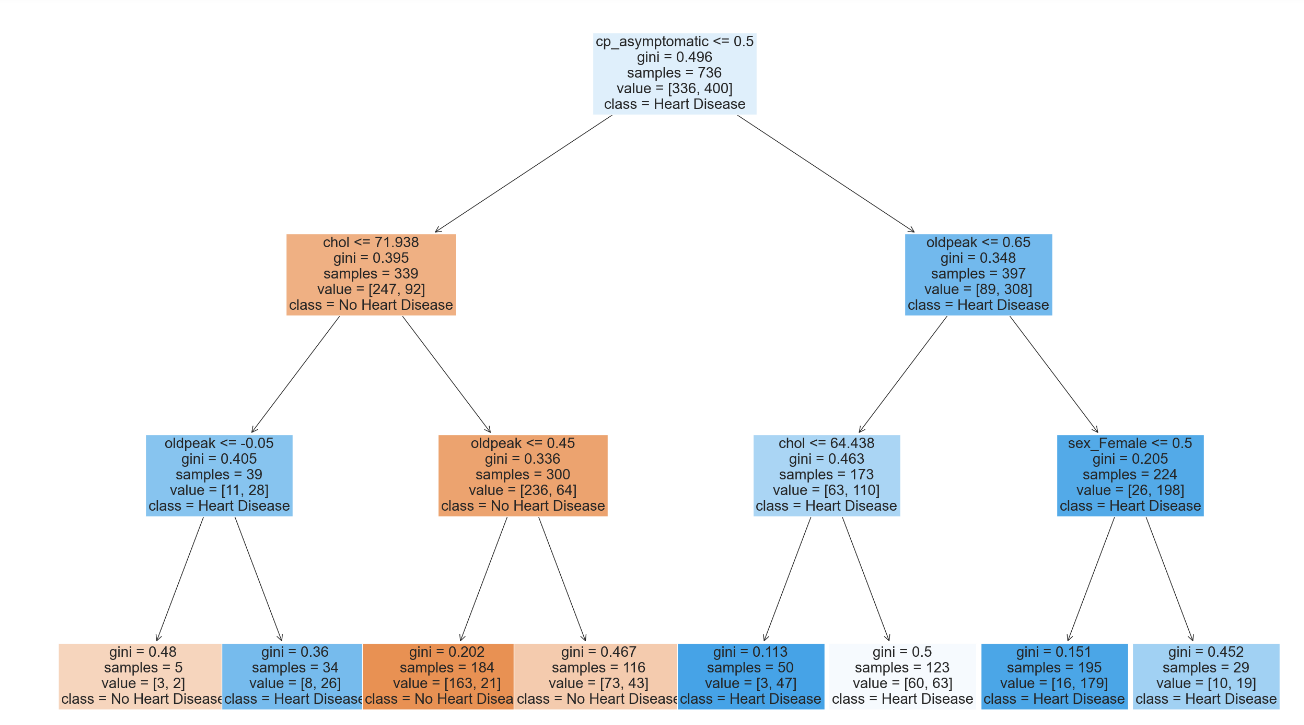 cp_asymptomatic <= 0.5
gini = 0.496
samples = 736
value = [336, 400]
class = Heart Disease
chol <= 71.938
gini = 0.395
samples = 339
value = [247, 92]
class = No Heart Disease
oldpeak <= 0.65
gini = 0.348
samples = 397
value = [89, 308]
class = Heart Disease
oldpeak <= -0.05
gini = 0.405
samples = 39
value = [11, 28]
class = Heart Disease
oldpeak <= 0.45
gini = 0.336
samples = 300
value = [236, 64]
class = No Heart Disease
chol <= 64.438
gini = 0.463
samples = 173
value = [63, 110]
class = Heart Disease
sex_Female <= 0.5
gini = 0.205
samples = 224
value = [26, 198]
class = Heart Disease
gini = 0.48
samples = 5
value = [3, 2]
class = No Heart Disease
gini = 0.36
samples = 34
value = [8, 26]
class = Heart Disease
gini = 0.202
samples = 184
value = [163, 21]
class = No Heart Disea
gini = 0.467
samples = 116
value = [73, 43]
class = No Heart Disease
gini = 0.113
samples = 50
value = [3, 47]
class = Heart Disease
gini = 0.5
samples = 123
value = [60, 63]
class = Heart Disease
gini = 0.151
samples = 195
value = [16, 179]
class = Heart Disease
gini = 0.452
samples = 29
value = [10, 19]
class = Heart Disease